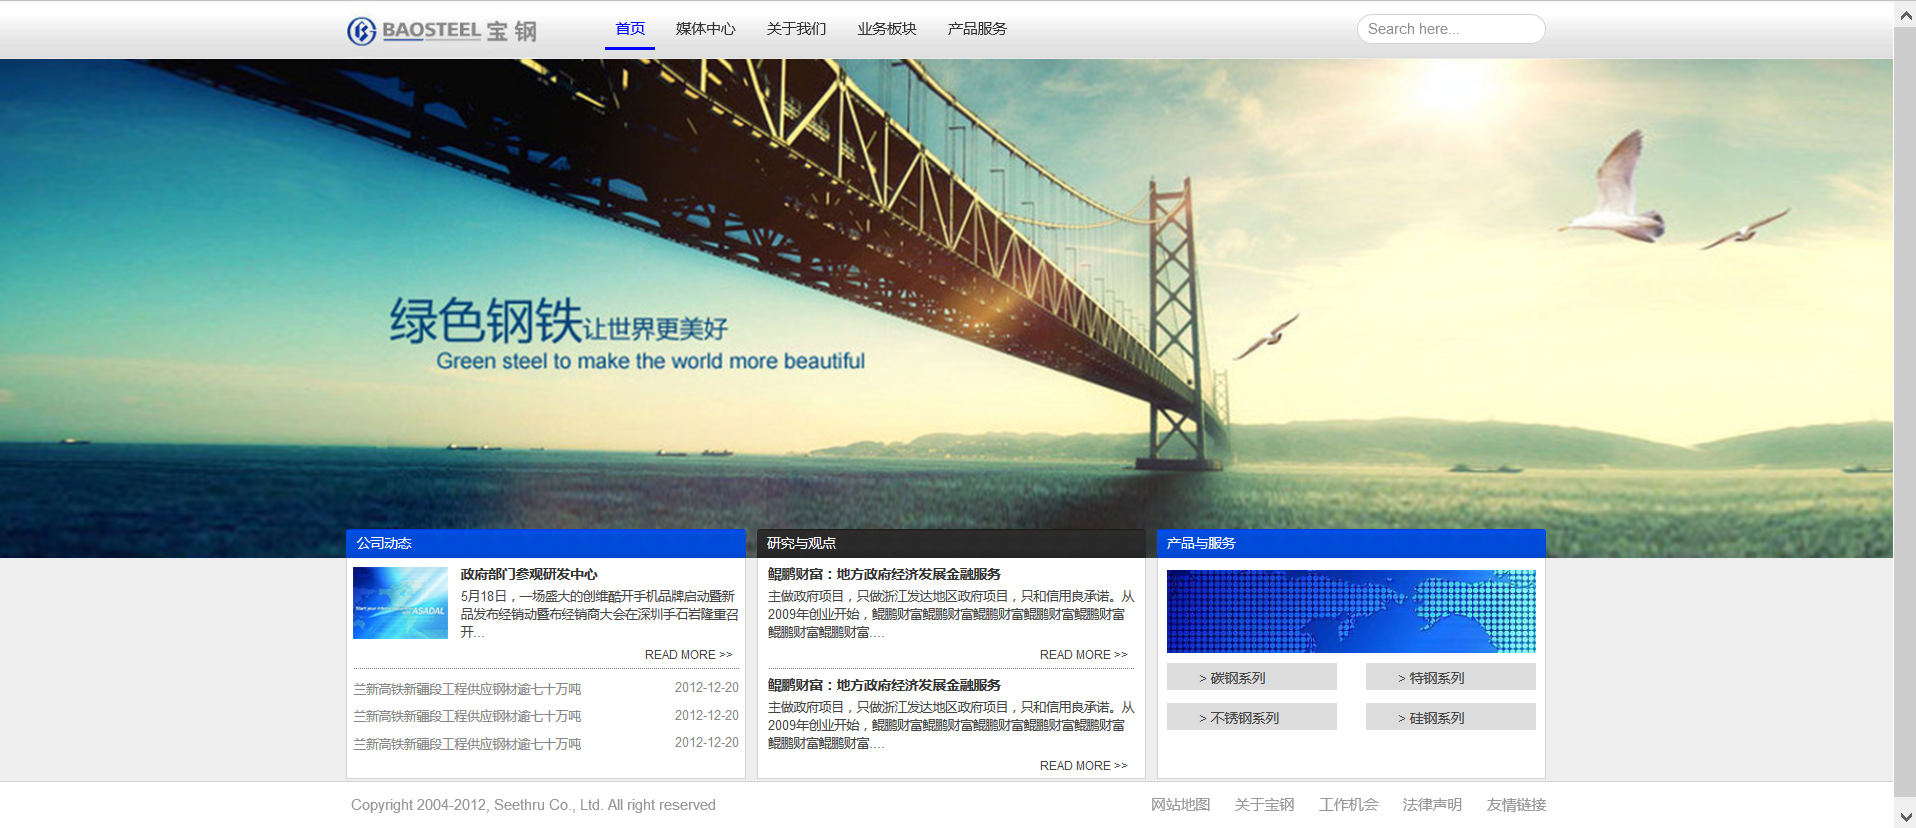 BAOSTEEL 宝钢
首页 媒体中心 关于我们 业务板块 产品服务
Search here...
绿色钢铁让世界更美好
Green steel to make the world more beautiful
公司动态
政府部门参观研发中心
5月18日，一场盛大的创维酷开手机品牌启动暨新
品发布经销动暨布经销商大会在深圳手石岩隆重召
开...
READ MORE >>
兰新高铁新疆段工程供应钢材逾七十万吨 2012-12-20
兰新高铁新疆段工程供应钢材逾七十万吨 2012-12-20
兰新高铁新疆段工程供应钢材逾七十万吨 2012-12-20
研究与观点
鲲鹏财富：地方政府经济发展金融服务
主做政府项目，只做浙江发达地区政府项目，只和信用良承诺。从
2009年创业开始，鲲鹏财富鲲鹏财富鲲鹏财富鲲鹏财富鲲鹏财富
鲲鹏财富鲲鹏财富....
READ MORE >>
鲲鹏财富：地方政府经济发展金融服务
主做政府项目，只做浙江发达地区政府项目，只和信用良承诺。从
2009年创业开始，鲲鹏财富鲲鹏财富鲲鹏财富鲲鹏财富鲲鹏财富
鲲鹏财富鲲鹏财富....
READ MORE >>
产品与服务
> 碳钢系列 > 特钢系列
> 不锈钢系列 > 硅钢系列
Copyright 2004-2012, Seethru Co., Ltd. All right reserved
网站地图 关于宝钢 工作机会 法律声明 友情链接